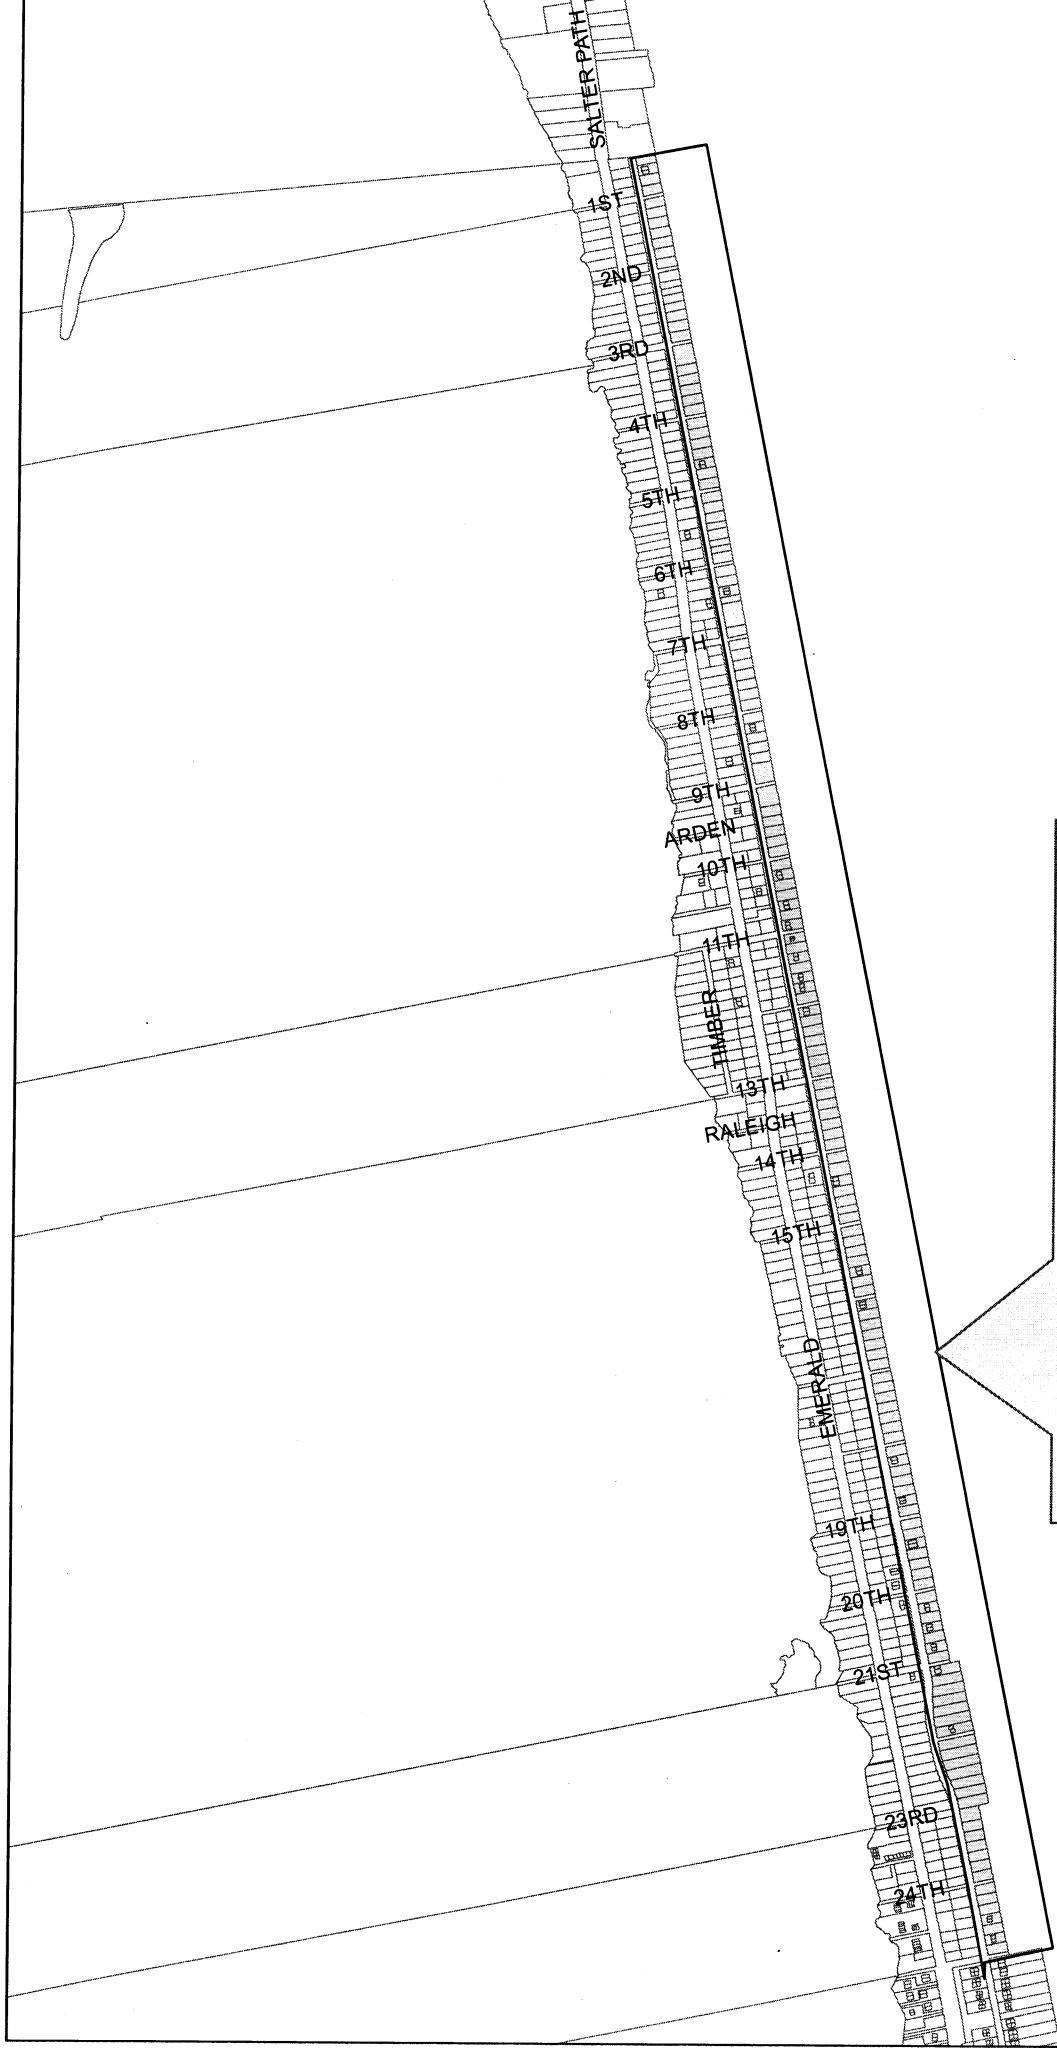 SALTER PATH
1ST
2ND
3RD
4TH
5TH
6TH
7TH
8TH
9TH
ARDEN
10TH
11TH
TIMBER
13TH
RALEIGH
14TH
15TH
EMERALD
19TH
20TH
21ST
23RD
24TH